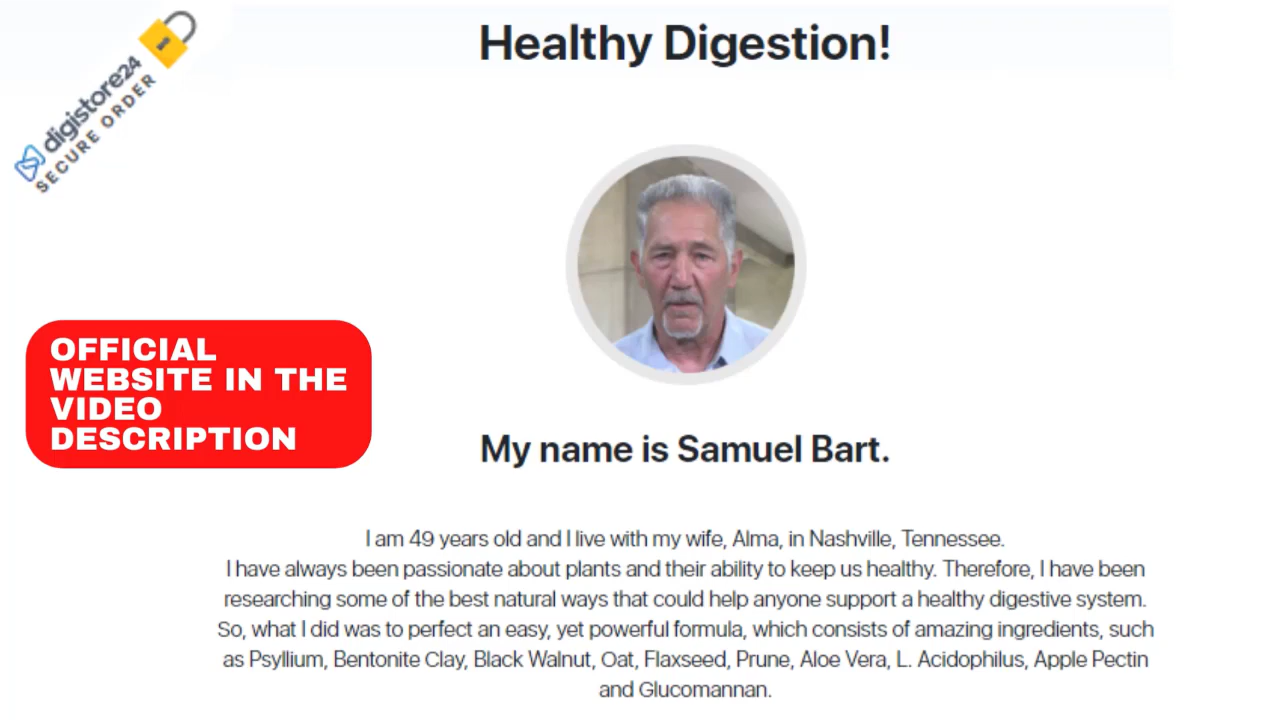 Healthy Digestion!
digistore24
SECURE ORDER
OFFICIAL
WEBSITE IN THE
VIDEO
DESCRIPTION
My name is Samuel Bart.
I am 49 years old and I live with my wife, Alma, in Nashville, Tennessee.
I have always been passionate about plants and their ability to keep us healthy. Therefore, I have been
researching some of the best natural ways that could help anyone support a healthy digestive system.
So, what I did was to perfect an easy, yet powerful formula, which consists of amazing ingredients, such
as Psyllium, Bentonite Clay, Black Walnut, Oat, Flaxseed, Prune, Aloe Vera, L. Acidophilus, Apple Pectin
and Glucomannan.